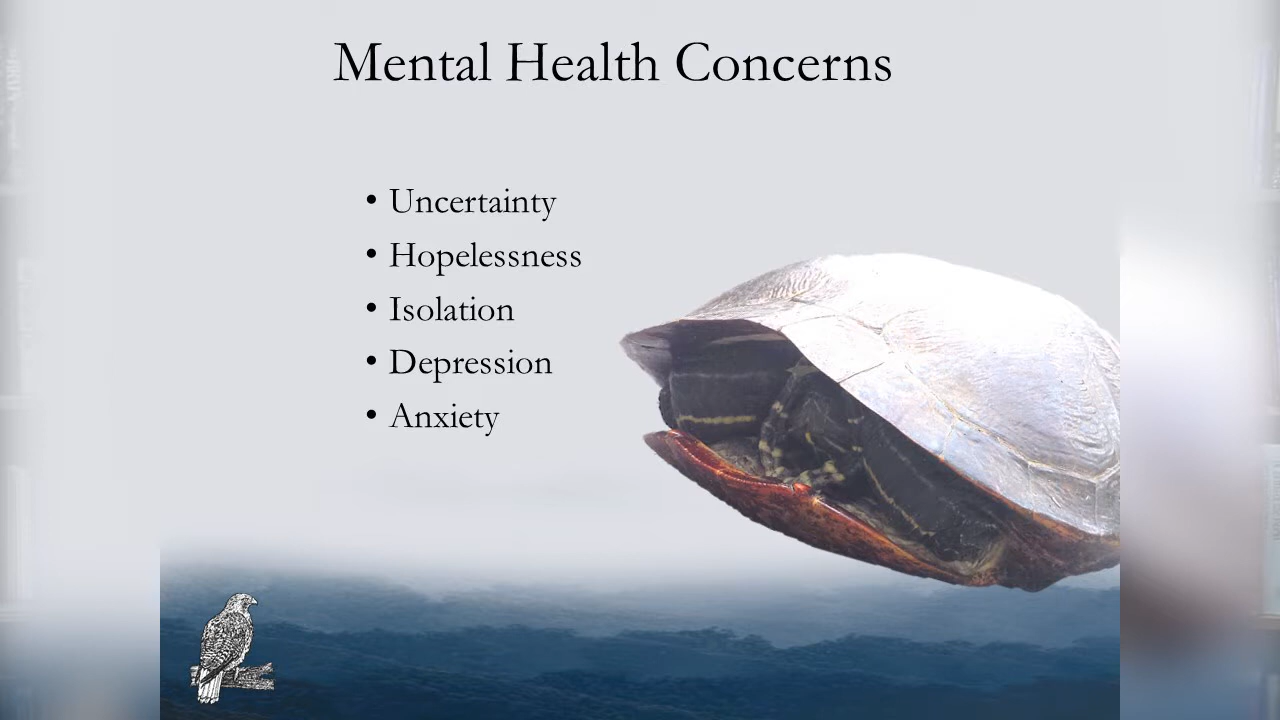 Mental Health Concerns
• Uncertainty
• Hopelessness
• Isolation
• Depression
• Anxiety